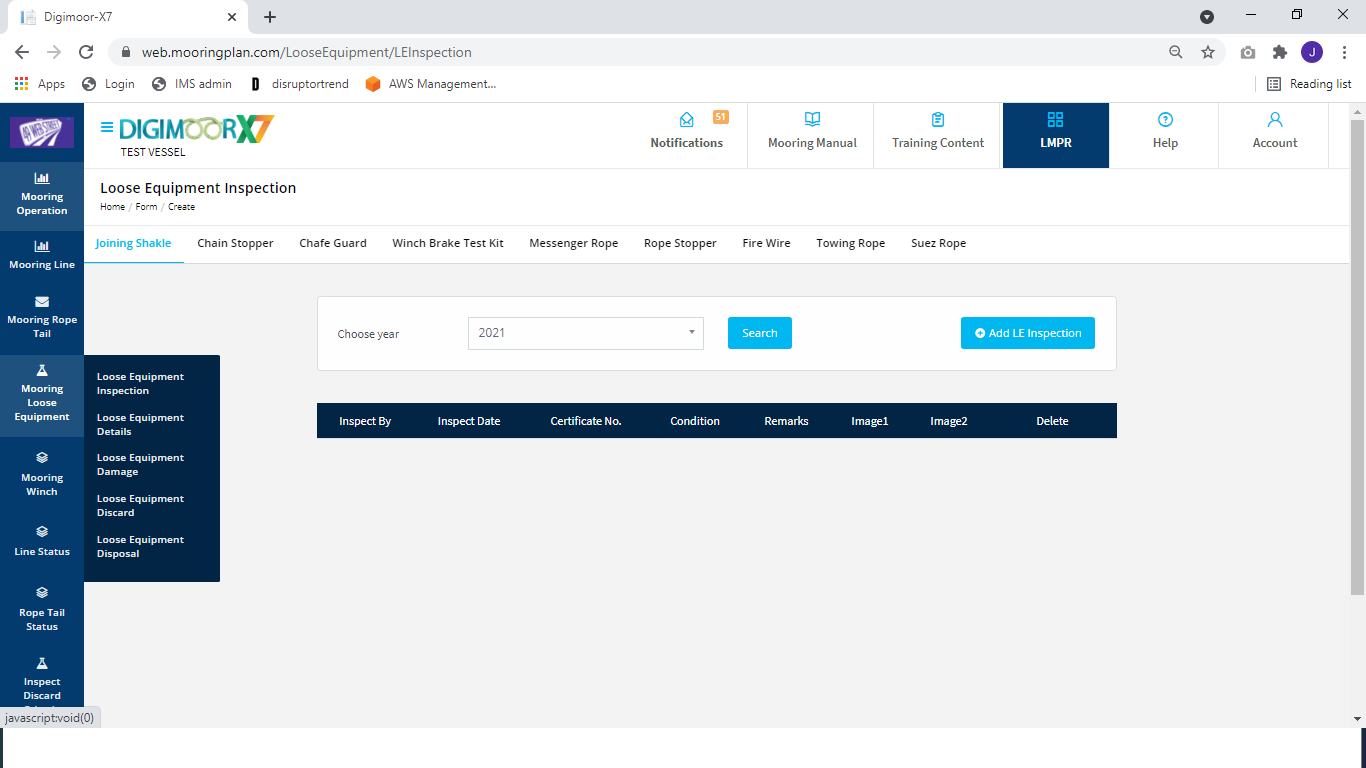 Digimoor-X7
web.mooringplan.com/LooseEquipment/LEInspection
J
Apps
Login
IMS admin
disruptortrend
AWS Management...
Reading list
49 WEB STREET
DIGIMOORX7
TEST VESSEL
51
Notifications
Mooring Manual
Training Content
LMPR
Help
Account
Loose Equipment Inspection
Home / Form / Create
Joining Shakle
Chain Stopper
Chafe Guard
Winch Brake Test Kit
Messenger Rope
Rope Stopper
Fire Wire
Towing Rope
Suez Rope
Mooring
Operation
Mooring Line
Mooring Rope
Tail
Mooring
Loose
Equipment
Mooring
Winch
Line Status
Rope Tail
Status
Inspect
Discard
Loose Equipment
Inspection
Loose Equipment
Details
Loose Equipment
Damage
Loose Equipment
Discard
Loose Equipment
Disposal
Choose year
2021
Search
Add LE Inspection
Inspect By
Inspect Date
Certificate No.
Condition
Remarks
Image1
Image2
Delete
javascript:void(0)